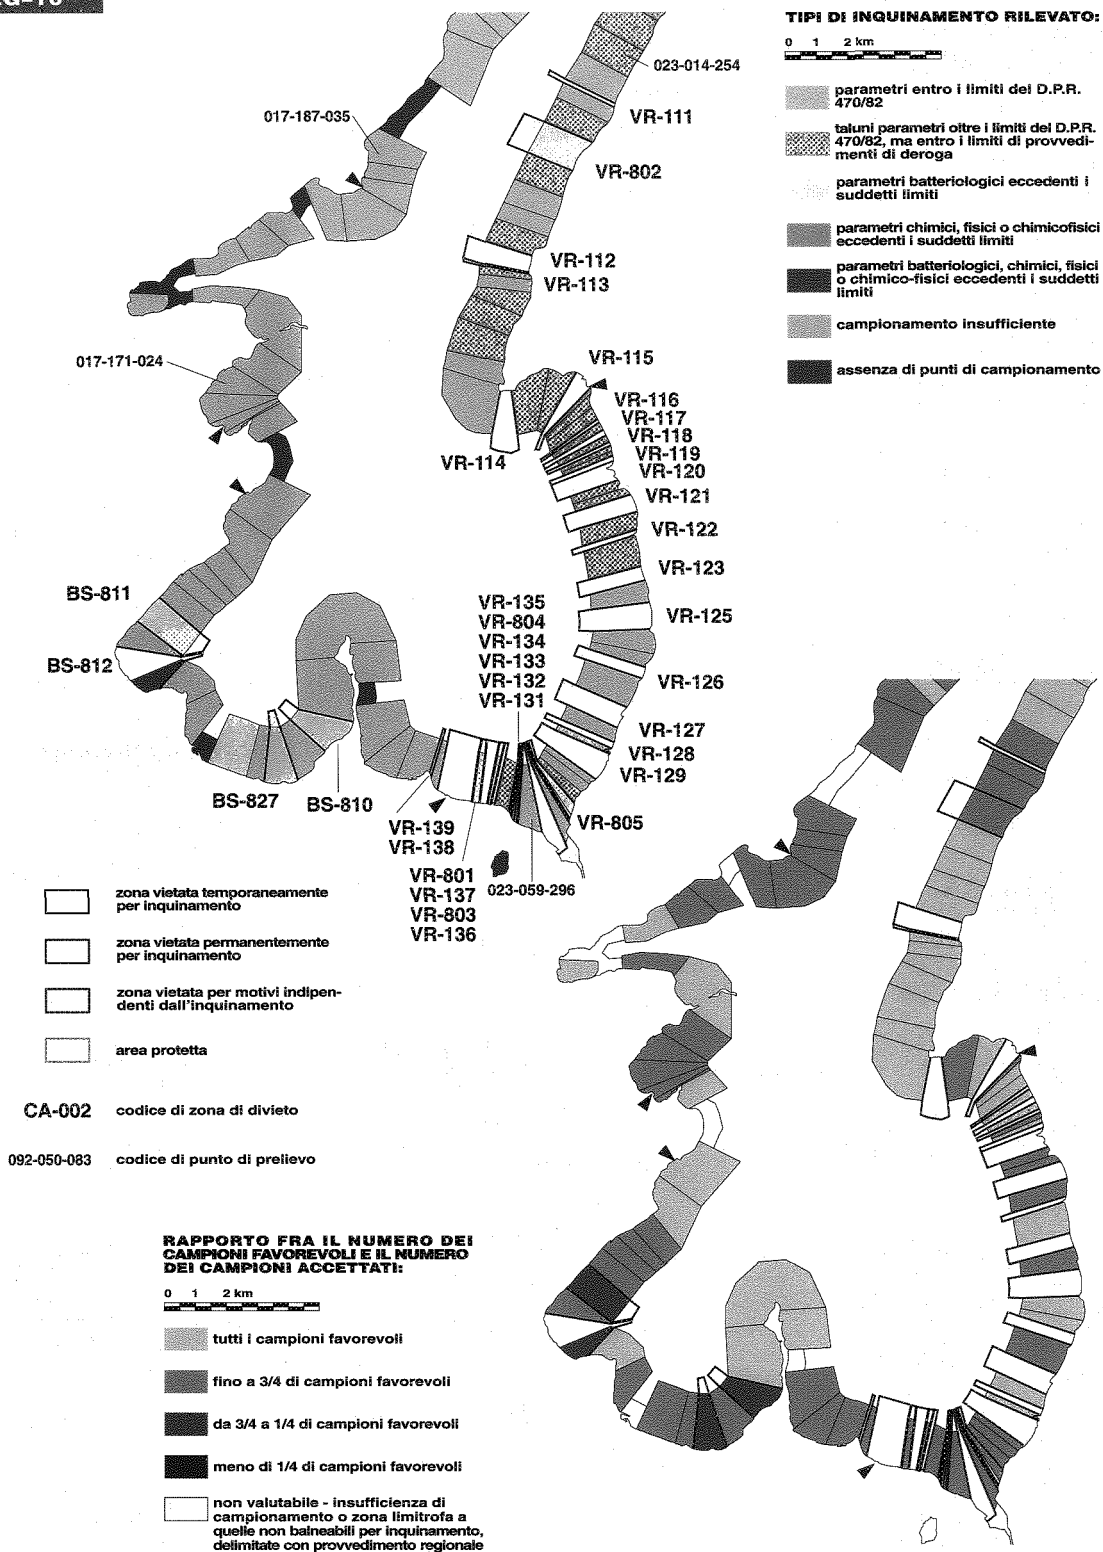 TIPI DI INQUINAMENTO RILEVATO:
0 1 2 km
parametri entro i limiti del D.P.R.
470/82
taluni parametri oltre i limiti del D.P.R.
470/82, ma entro i limiti di provvedi-
menti di deroga
parametri batteriologici eccedenti i
suddetti limiti
parametri chimici, fisici o chimicofisici
eccedenti i suddetti limiti
parametri batteriologici, chimici, fisici
o chimico-fisici eccedenti i suddetti
limiti
campionamento insufficiente
assenza di punti di campionamento
023-014-254
017-187-035
VR-111
VR-802
VR-112
VR-113
017-171-024
VR-115
VR-116
VR-117
VR-118
VR-119
VR-120
VR-114
VR-121
VR-122
VR-123
VR-125
VR-126
VR-127
VR-128
VR-129
VR-805
BS-811
BS-812
VR-135
VR-804
VR-134
VR-133
VR-132
VR-131
BS-827
BS-810
VR-139
VR-138
VR-801
VR-137
VR-803
VR-136
023-059-296
zona vietata temporaneamente
per inquinamento
zona vietata permanentemente
per inquinamento
zona vietata per motivi indipen-
denti dall'inquinamento
area protetta
CA-002 codice di zona di divieto
092-050-083 codice di punto di prelievo
RAPPORTO FRA IL NUMERO DEI
CAMPIONI FAVOREVOLI E IL NUMERO
DEI CAMPIONI ACCETTATI:
0 1 2 km
tutti i campioni favorevoli
fino a 3/4 di campioni favorevoli
da 3/4 a 1/4 di campioni favorevoli
meno di 1/4 di campioni favorevoli
non valutabile - insufficienza di
campionamento o zona limitrofa a
quelle non balneabili per inquinamento,
delimitate con provvedimento regionale